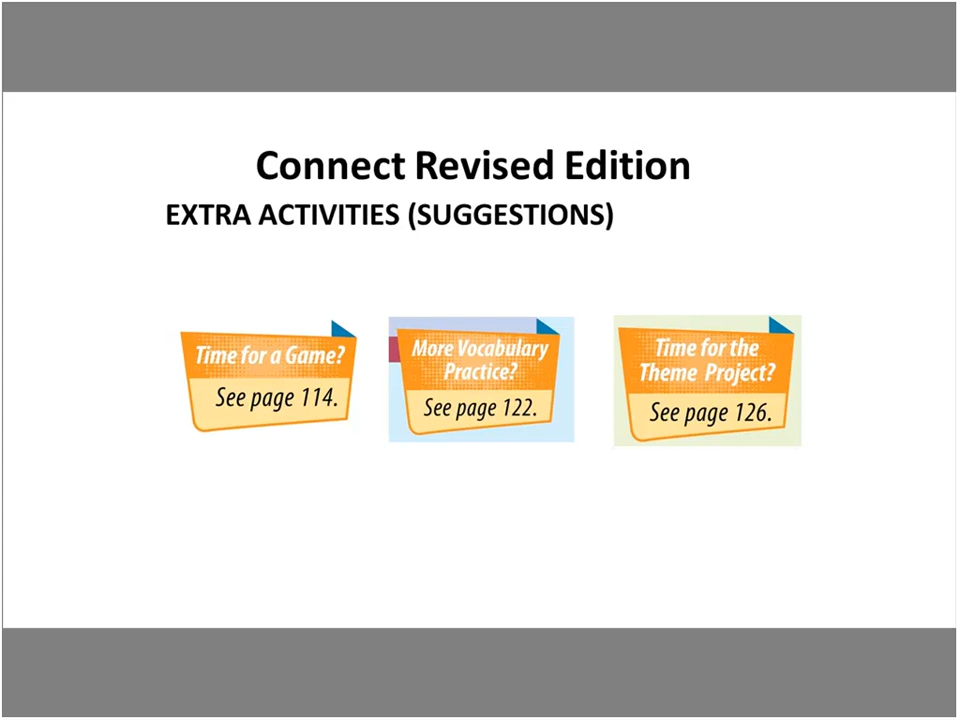 Connect Revised Edition
EXTRA ACTIVITIES (SUGGESTIONS)
Time for a Game?
See page 114.
More Vocabulary
Practice?
See page 122.
Time for the
Theme Project?
See page 126.